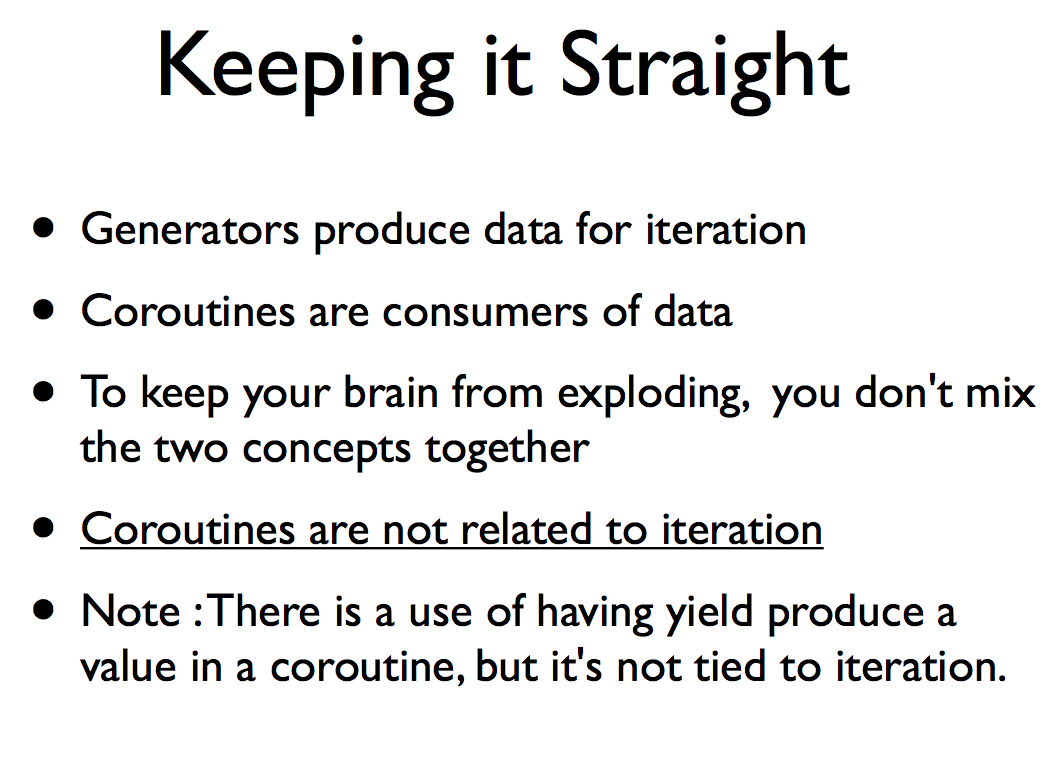 Keeping it Straight
• Generators produce data for iteration
• Coroutines are consumers of data
• To keep your brain from exploding,  you don't mix
the two concepts together
• Coroutines are not related to iteration
• Note : There is a use of having yield produce a
value in a coroutine, but it's not tied to iteration.